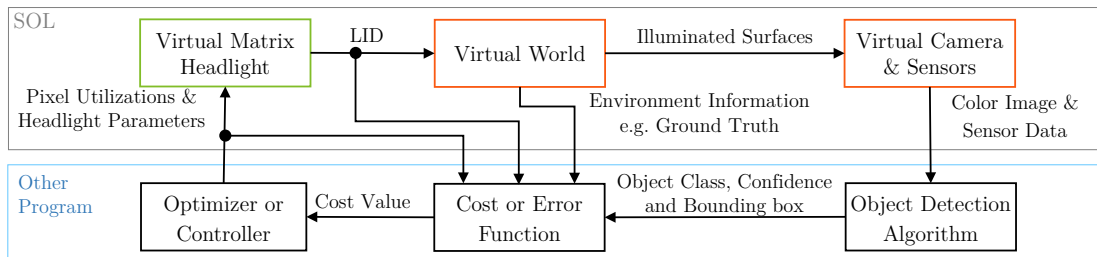 SOL
Virtual Matrix
Headlight
LID
Virtual World
Illuminated Surfaces
Virtual Camera
& Sensors
Pixel Utilizations &
Headlight Parameters
Environment Information
e.g. Ground Truth
Color Image &
Sensor Data
Other
Program
Optimizer or
Controller
Cost Value
Cost or Error
Function
Object Class, Confidence
and Bounding box
Object Detection
Algorithm